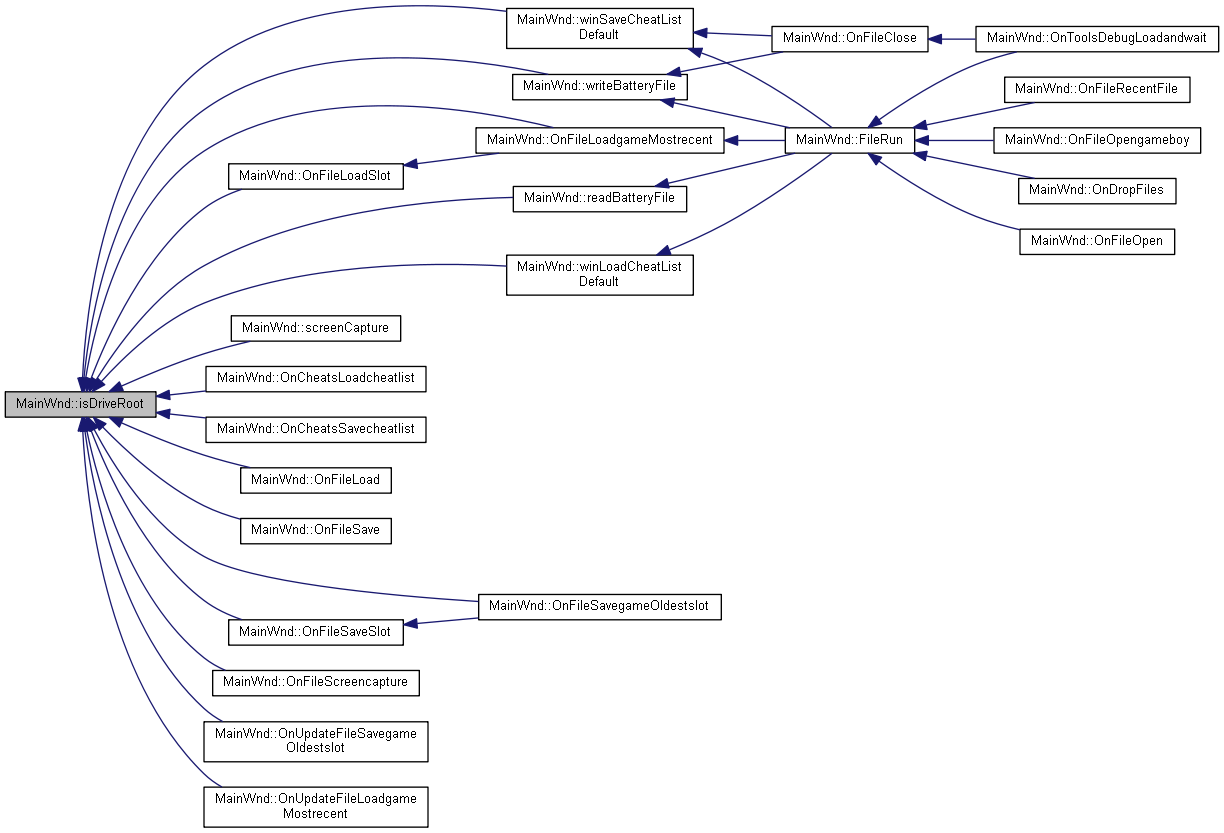 MainWnd::winSaveCheatList
Default
MainWnd::OnFileClose
MainWnd::OnToolsDebugLoadandwait
MainWnd::writeBatteryFile
MainWnd::OnFileRecentFile
MainWnd::OnFileLoadgameMostrecent
MainWnd::FileRun
MainWnd::OnFileOpengameboy
MainWnd::OnFileLoadSlot
MainWnd::OnDropFiles
MainWnd::readBatteryFile
MainWnd::OnFileOpen
MainWnd::winLoadCheatList
Default
MainWnd::screenCapture
MainWnd::OnCheatsLoadcheatlist
MainWnd::isDriveRoot
MainWnd::OnCheatsSavecheatlist
MainWnd::OnFileLoad
MainWnd::OnFileSave
MainWnd::OnFileSavegameOldestslot
MainWnd::OnFileSaveSlot
MainWnd::OnFileScreencapture
MainWnd::OnUpdateFileSavegame
Oldestslot
MainWnd::OnUpdateFileLoadgame
Mostrecent